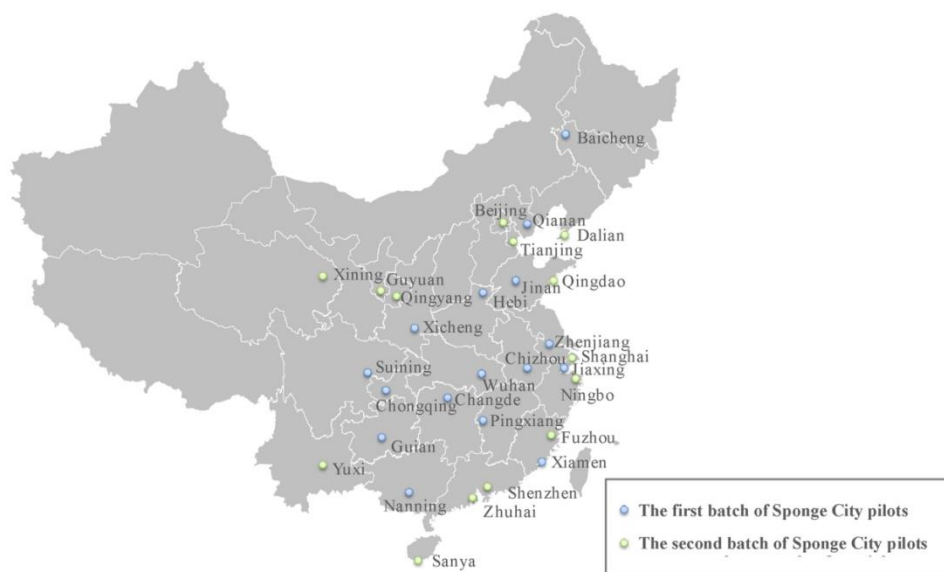 Baicheng
Beijing
Qianan
Dalian
Tianjing
Xining
Guyuan
Qingyang
Jinan
Qingdao
Hebi
Xicheng
Zhenjiang
Chizhou
Shanghai
Suining
Wuhan
Jiaxing
Ningbo
Chongqing
Changde
Pingxiang
Guian
Fuzhou
Yuxi
Xiamen
Nanning
Shenzhen
Zhuhai
Sanya
The first batch of Sponge City pilots
The second batch of Sponge City pilots